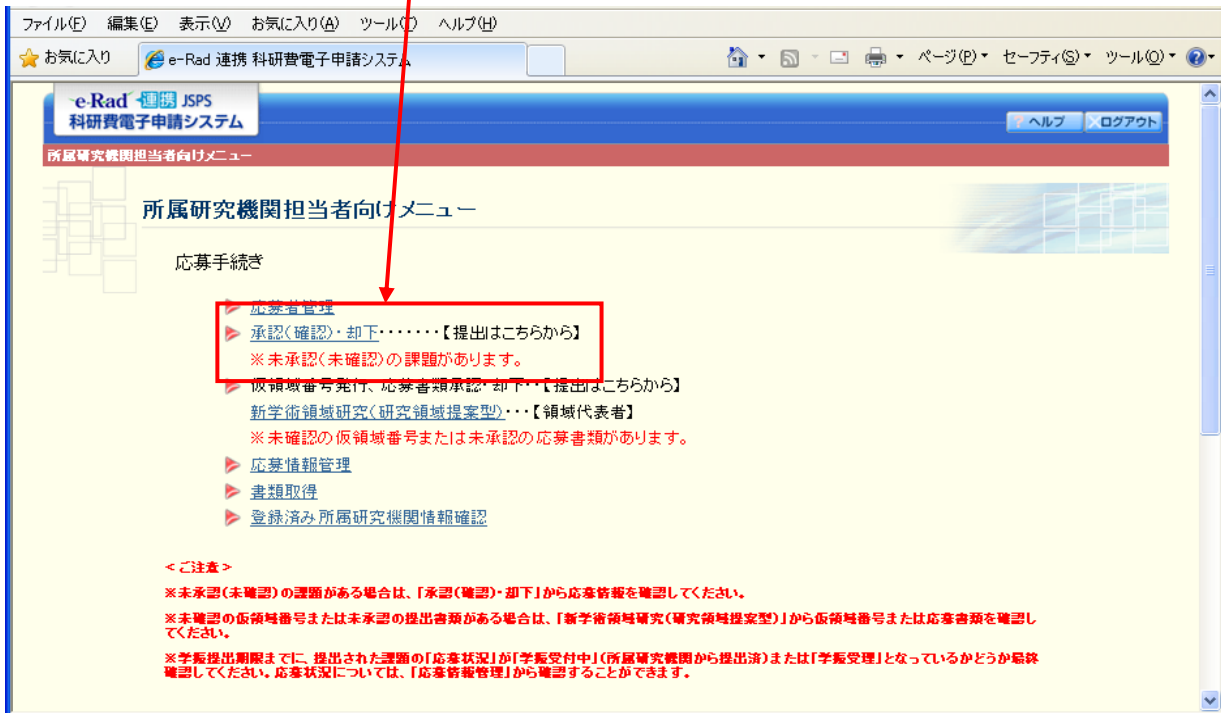 ファイル(F) 編集(E) 表示(V) お気に入り(A) ツール(T) ヘルプ(H)
お気に入り e-Rad 連携 科研費電子申請システム ページ(P) セーフティ(S) ツール(O)
e-Rad 連携 JSPS
科研費電子申請システム
ヘルプ ログアウト
所属研究機関担当者向けメニュー
所属研究機関担当者向けメニュー
応募手続き
応募者管理
承認(確認)・却下・・・・・・・【提出はこちらから】
※未承認(未確認)の課題があります。
仮領域番号発行、応募書類承認・却下・・【提出はこちらから】
新学術領域研究(研究領域提案型)・・・【領域代表者】
※未確認の仮領域番号または未承認の応募書類があります。
応募情報管理
書類取得
登録済み所属研究機関情報確認
<ご注意>
※未承認(未確認)の課題がある場合は、「承認(確認)・却下」から応募情報を確認してください。
※未確認の仮領域番号または未承認の提出書類がある場合は、「新学術領域研究(研究領域提案型)」から仮領域番号または応募書類を確認し
てください。
※学振提出期限までに、提出された課題の「応募状況」が「学振受付中」(所属研究機関から提出済)または「学振受理」となっているかどうか最終
確認してください。応募状況については、「応募情報管理」から確認することができます。